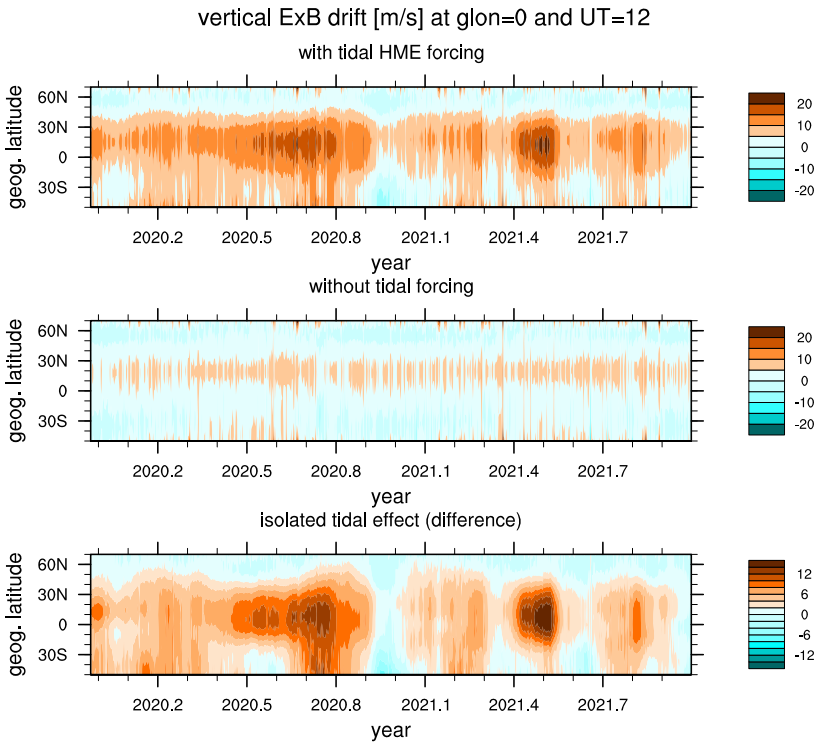 vertical ExB drift [m/s] at glon=0 and UT=12
with tidal HME forcing
geog. latitude
60N
30N
0
30S
2020.2 2020.5 2020.8 2021.1 2021.4 2021.7
year
20
10
0
-10
-20
without tidal forcing
geog. latitude
60N
30N
0
30S
2020.2 2020.5 2020.8 2021.1 2021.4 2021.7
year
20
10
0
-10
-20
isolated tidal effect (difference)
geog. latitude
60N
30N
0
30S
2020.2 2020.5 2020.8 2021.1 2021.4 2021.7
year
12
6
0
-6
-12